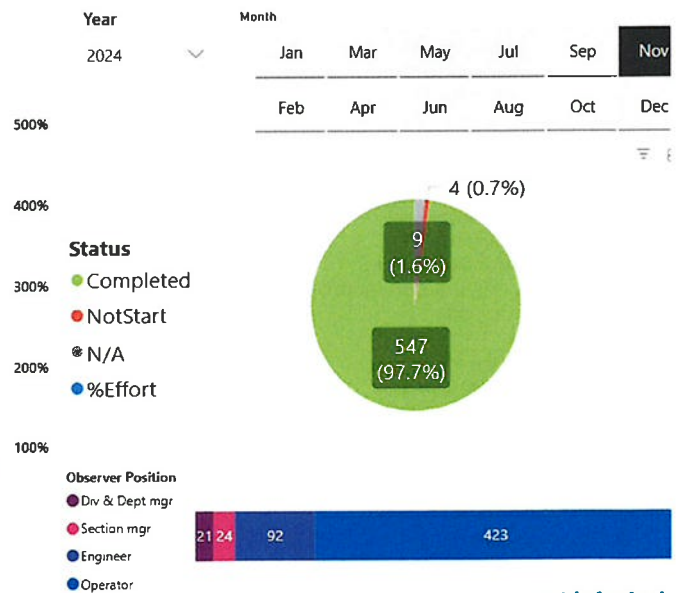 Year
Month
2024
Jan Mar May Jul Sep Nov
Feb Apr Jun Aug Oct Dec
500%
400%
300%
200%
100%
4 (0.7%)
9
(1.6%)
547
(97.7%)
Status
Completed
NotStart
N/A
%Effort
Observer Position
Div & Dept mgr
Section mgr
Engineer
Operator
21 24 92 423